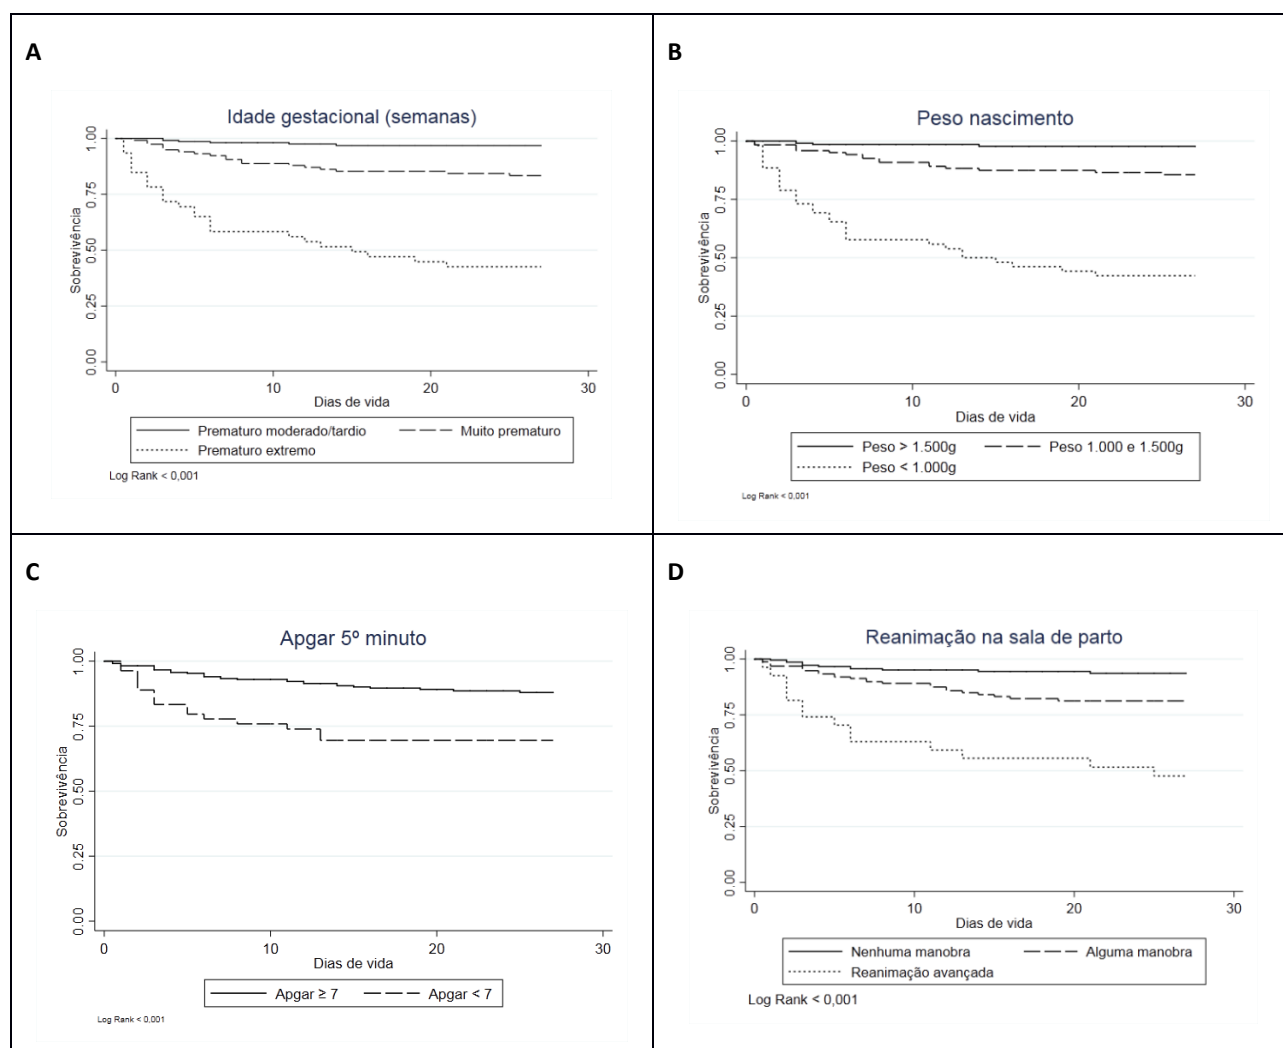 A
Idade gestacional (semanas)
Sobrevivência
1.00
0.75
0.50
0.25
0.00
0 10 20 30
Dias de vida
Prematuro moderado/tardio Muito prematuro
Prematuro extremo
Log Rank < 0,001
B
Peso nascimento
Sobrevivência
1.00
0.75
0.50
0.25
0.00
0 10 20 30
Dias de vida
Peso > 1.500g Peso 1.000 e 1.500g
Peso < 1.000g
Log Rank < 0,001
C
Apgar 5º minuto
Sobrevivência
1.00
0.75
0.50
0.25
0.00
0 10 20 30
Dias de vida
Apgar ≥ 7 Apgar < 7
Log Rank < 0,001
D
Reanimação na sala de parto
Sobrevivência
1.00
0.75
0.50
0.25
0.00
0 10 20 30
Dias de vida
Nenhuma manobra Alguma manobra
Reanimação avançada
Log Rank < 0,001